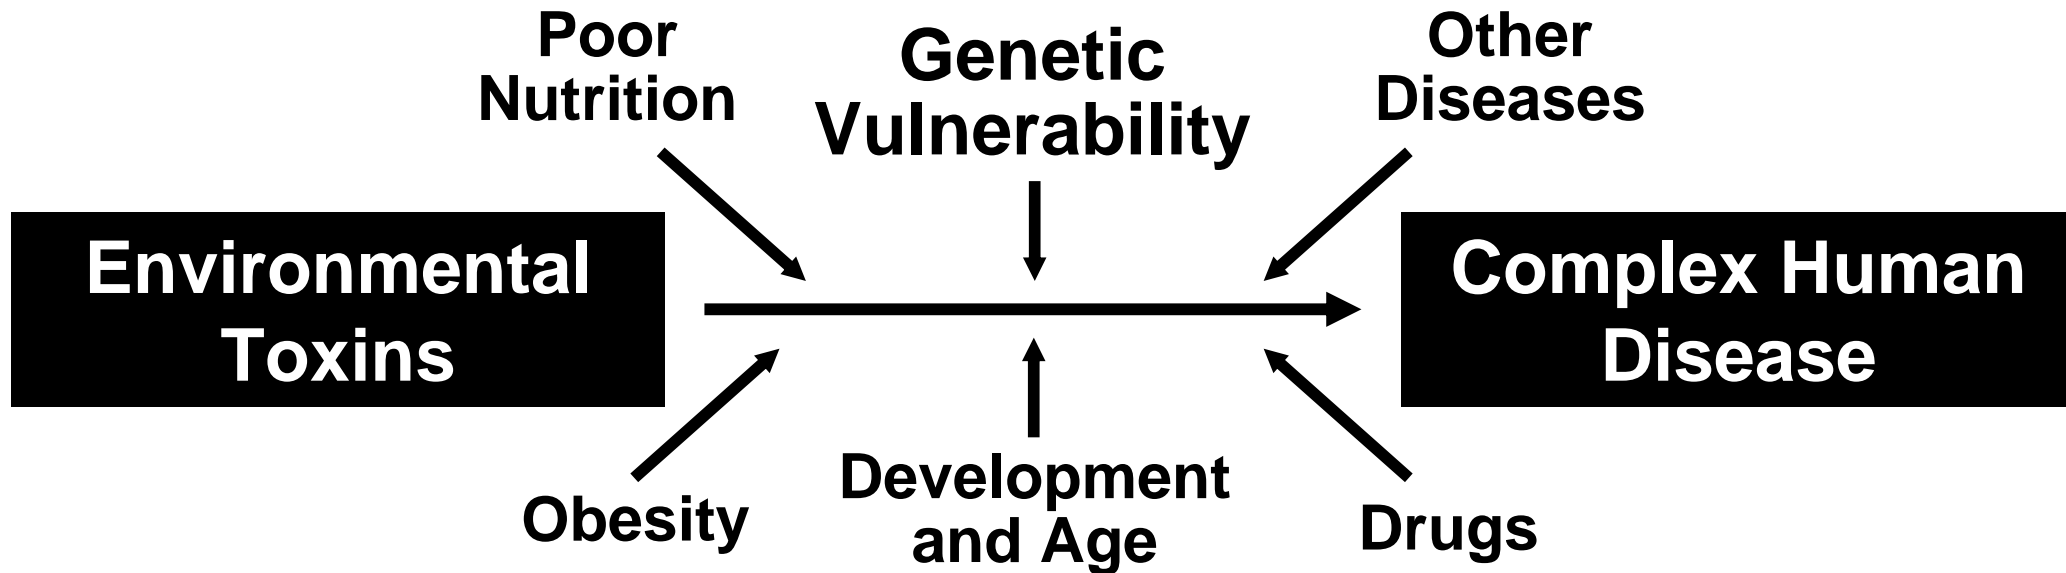 Poor
Nutrition
Genetic
Vulnerability
Other
Diseases
Environmental
Toxins
Complex Human
Disease
Obesity
Development
and Age
Drugs